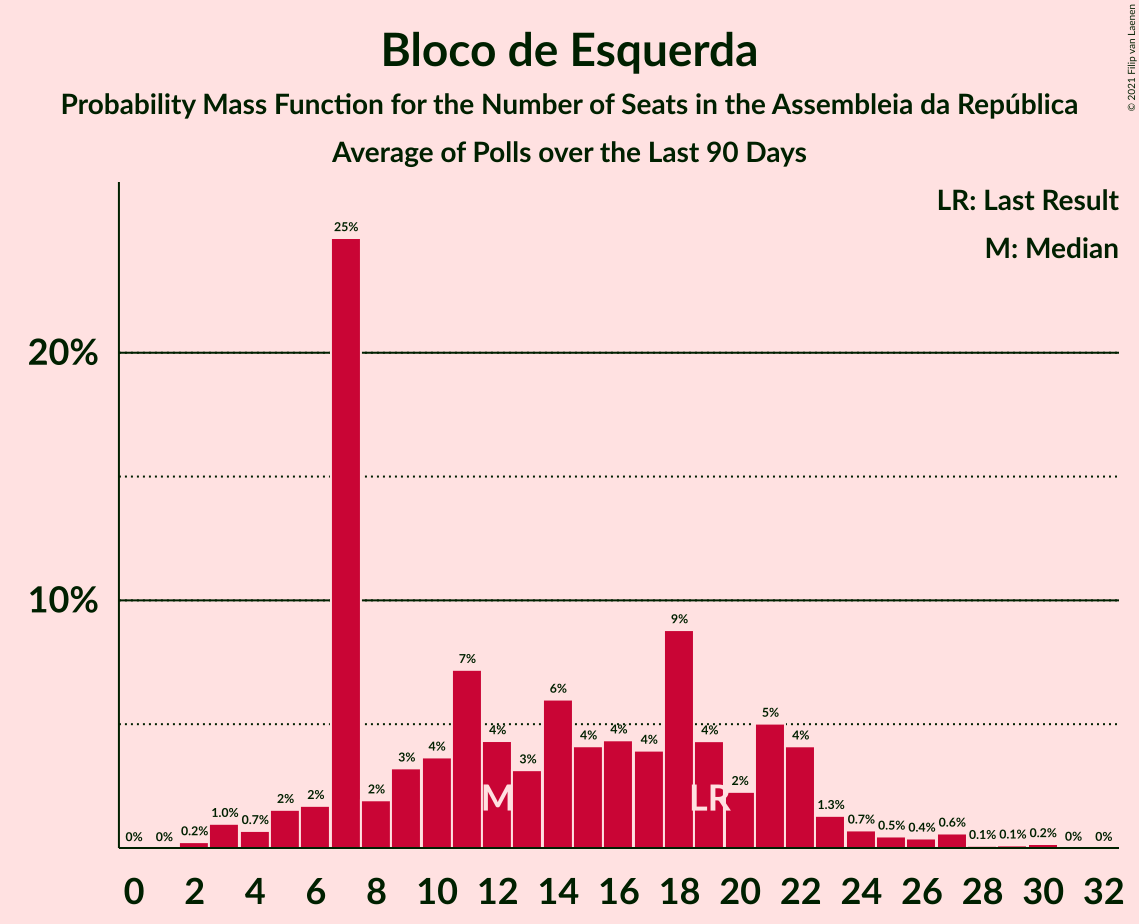 © 2021 Filip van Laenen
Bloco de Esquerda
Probability Mass Function for the Number of Seats in the Assembleia da República
Average of Polls over the Last 90 Days
LR: Last Result
M: Median
20%
10%
0% 0% 0.2% 1.0% 0.7% 2% 2% 25% 2% 3% 4% 7% 4% 3% 6% 4% 4% 4% 9% 4% 2% 5% 4% 1.3% 0.7% 0.5% 0.4% 0.6% 0.1% 0.1% 0.2% 0% 0%
M LR
0 2 4 6 8 10 12 14 16 18 20 22 24 26 28 30 32